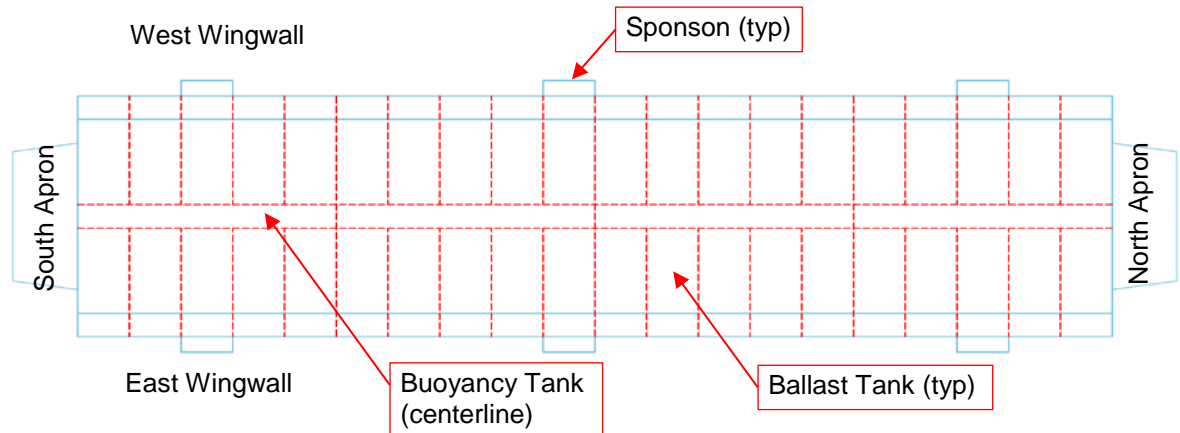 West Wingwall
Sponson (typ)
South Apron
North Apron
East Wingwall
Buoyancy Tank
(centerline)
Ballast Tank (typ)